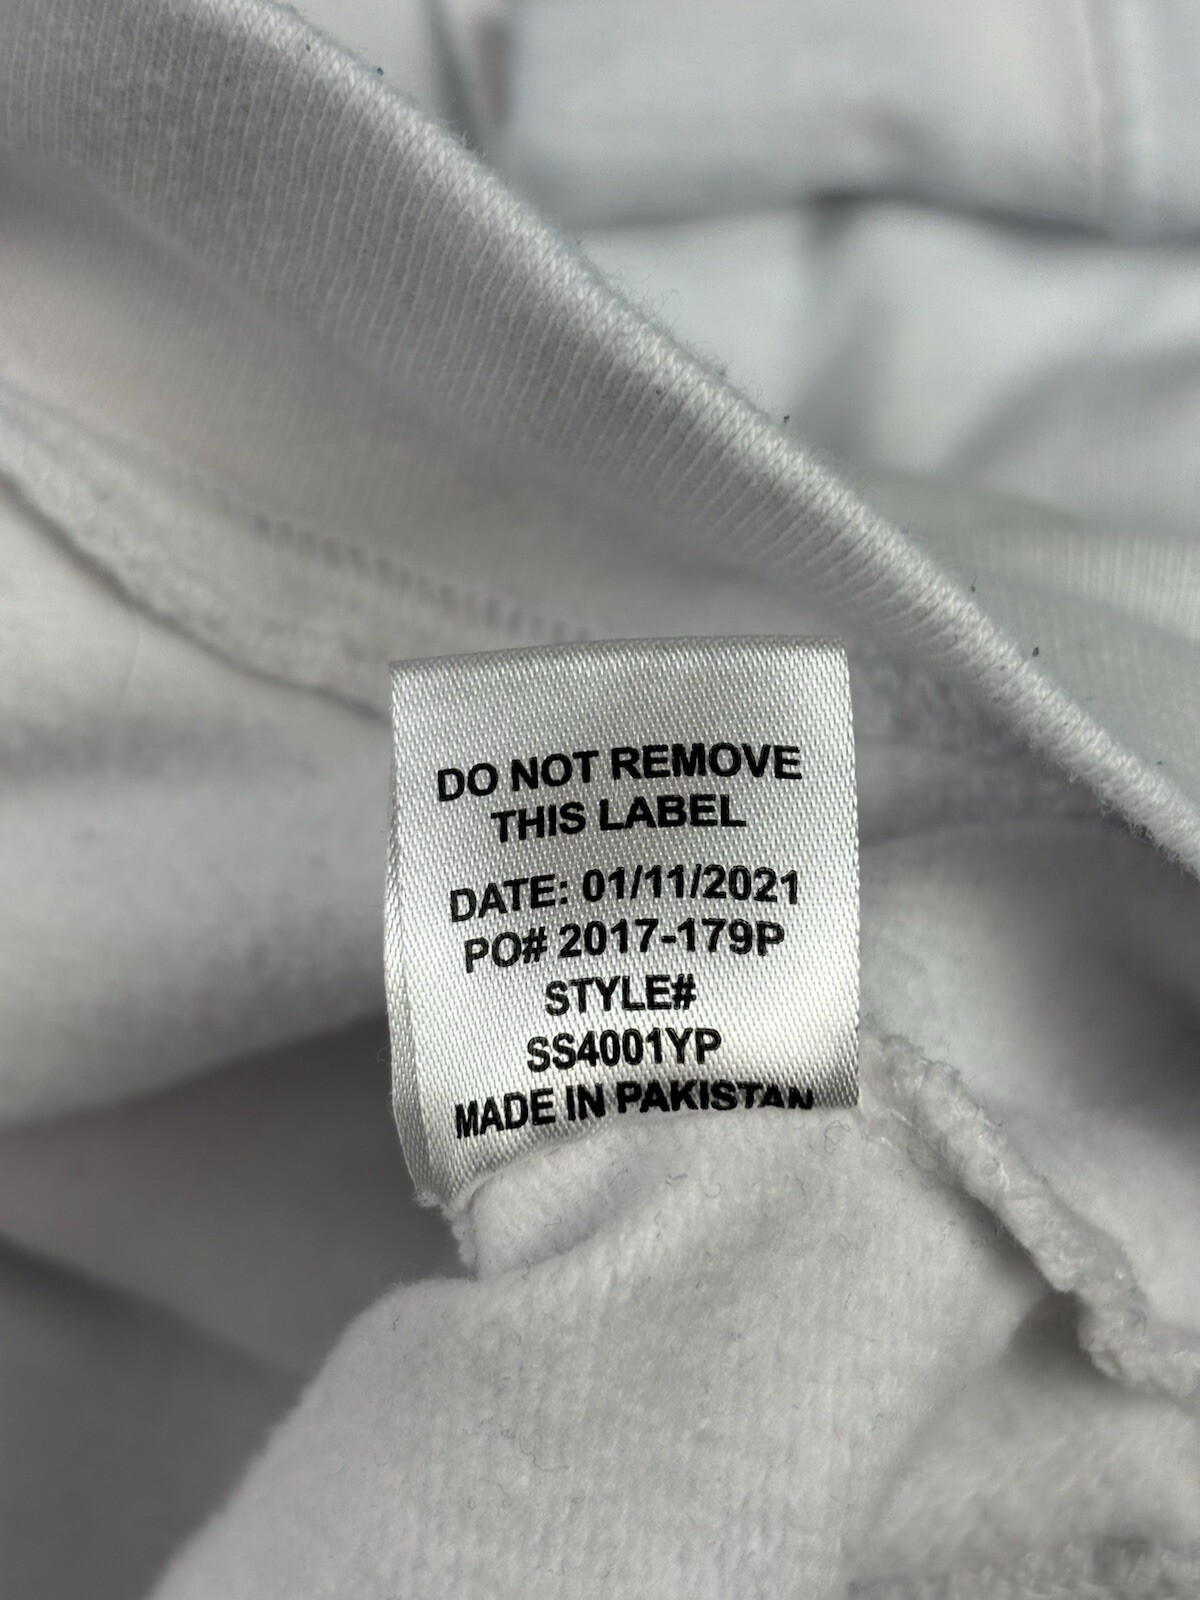 DO NOT REMOVE
THIS LABEL
DATE: 01/11/2021
PO# 2017-179P
STYLE#
SS4001YP
MADE IN PAKISTAN